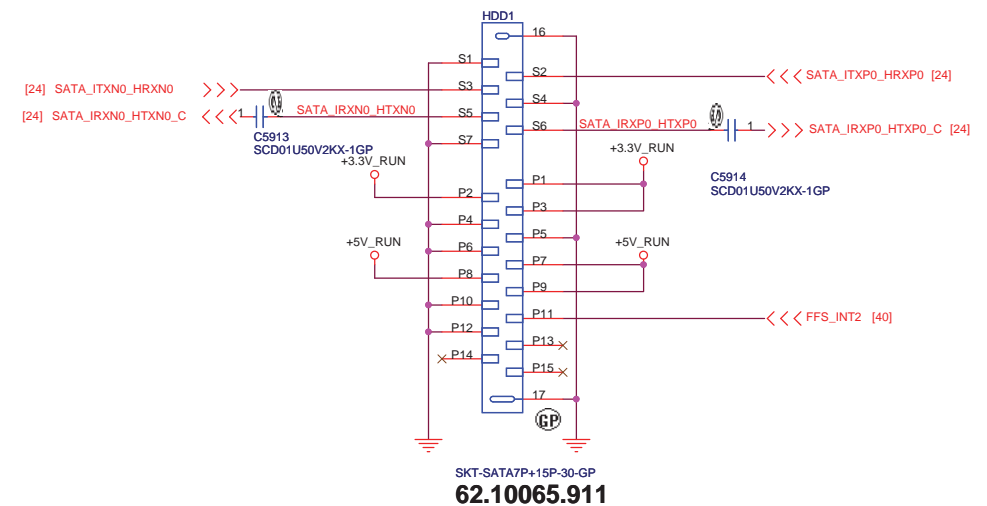 HDD1
16
S1
S2
SATA_ITXP0_HRXP0 [24]
[24] SATA_ITXN0_HRXN0
S3
S4
[24] SATA_IRXN0_HTXN0_C
1
SATA_IRXN0_HTXN0
S5
S6
SATA_IRXP0_HTXP0
1
SATA_IRXP0_HTXP0_C [24]
C5913
SCD01U50V2KX-1GP
S7
+3.3V_RUN
+3.3V_RUN
C5914
SCD01U50V2KX-1GP
P1
P2
P3
P4
P5
+5V_RUN
P6
+5V_RUN
P7
P8
P9
P10
P11
FFS_INT2 [40]
P12
P13
P14
P15
17
GP
SKT-SATA7P+15P-30-GP
62.10065.911